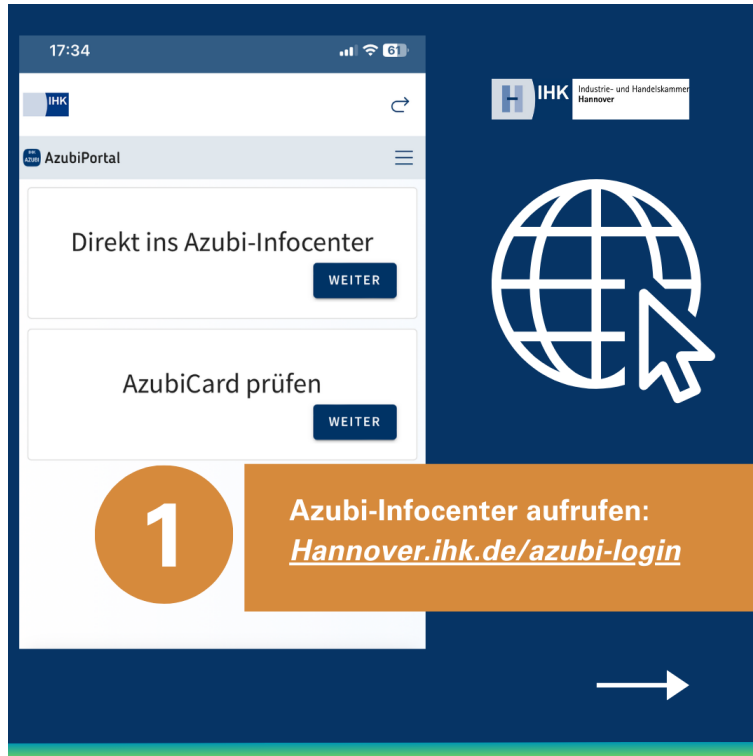 17:34
61
IHK
IHK
AZUBI
AzubiPortal
Direkt ins Azubi-Infocenter
WEITER
AzubiCard prüfen
WEITER
H IHK
Industrie- und Handelskammer
Hannover
1
Azubi-Infocenter aufrufen:
Hannover.ihk.de/azubi-login